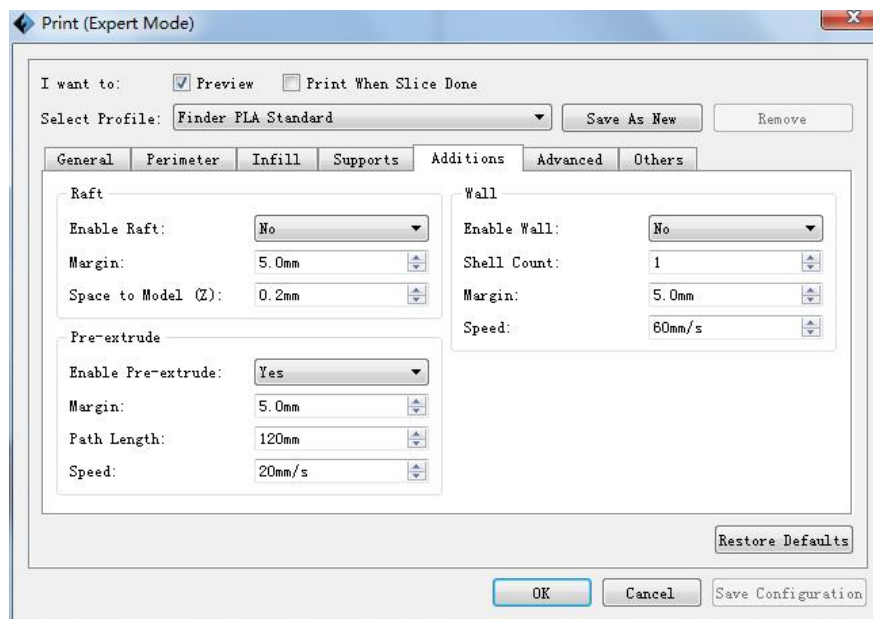 Print (Expert Mode)
I want to: Preview Print When Slice Done
Select Profile: Finder PLA Standard Save As New Remove
General Perimeter Infill Supports Additions Advanced Others
Raft
Enable Raft: No
Margin: 5.0mm
Space to Model (Z): 0.2mm
Pre-extrude
Enable Pre-extrude: Yes
Margin: 5.0mm
Path Length: 120mm
Speed: 20mm/s
Wall
Enable Wall: No
Shell Count: 1
Margin: 5.0mm
Speed: 60mm/s
Restore Defaults
OK Cancel Save Configuration